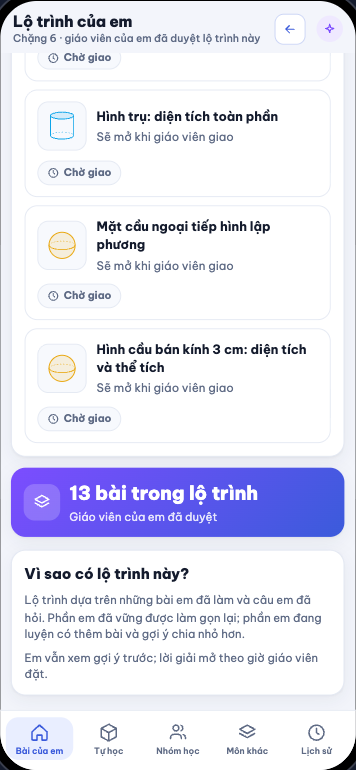 Lộ trình của em
Chặng 6 · giáo viên của em đã duyệt lộ trình này
Chờ giao
Hình trụ: diện tích toàn phần
Sẽ mở khi giáo viên giao
Chờ giao
Mặt cầu ngoại tiếp hình lập
phương
Sẽ mở khi giáo viên giao
Chờ giao
Hình cầu bán kính 3 cm: diện tích
và thể tích
Sẽ mở khi giáo viên giao
Chờ giao
13 bài trong lộ trình
Giáo viên của em đã duyệt
Vì sao có lộ trình này?
Lộ trình dựa trên những bài em đã làm và câu em đã
hỏi. Phần em đã vững được làm gọn lại; phần em đang
luyện có thêm bài và gợi ý chia nhỏ hơn.
Em vẫn xem gợi ý trước; lời giải mở theo giờ giáo viên
đặt.
Bài của em
Tự học
Nhóm học
Môn khác
Lịch sử